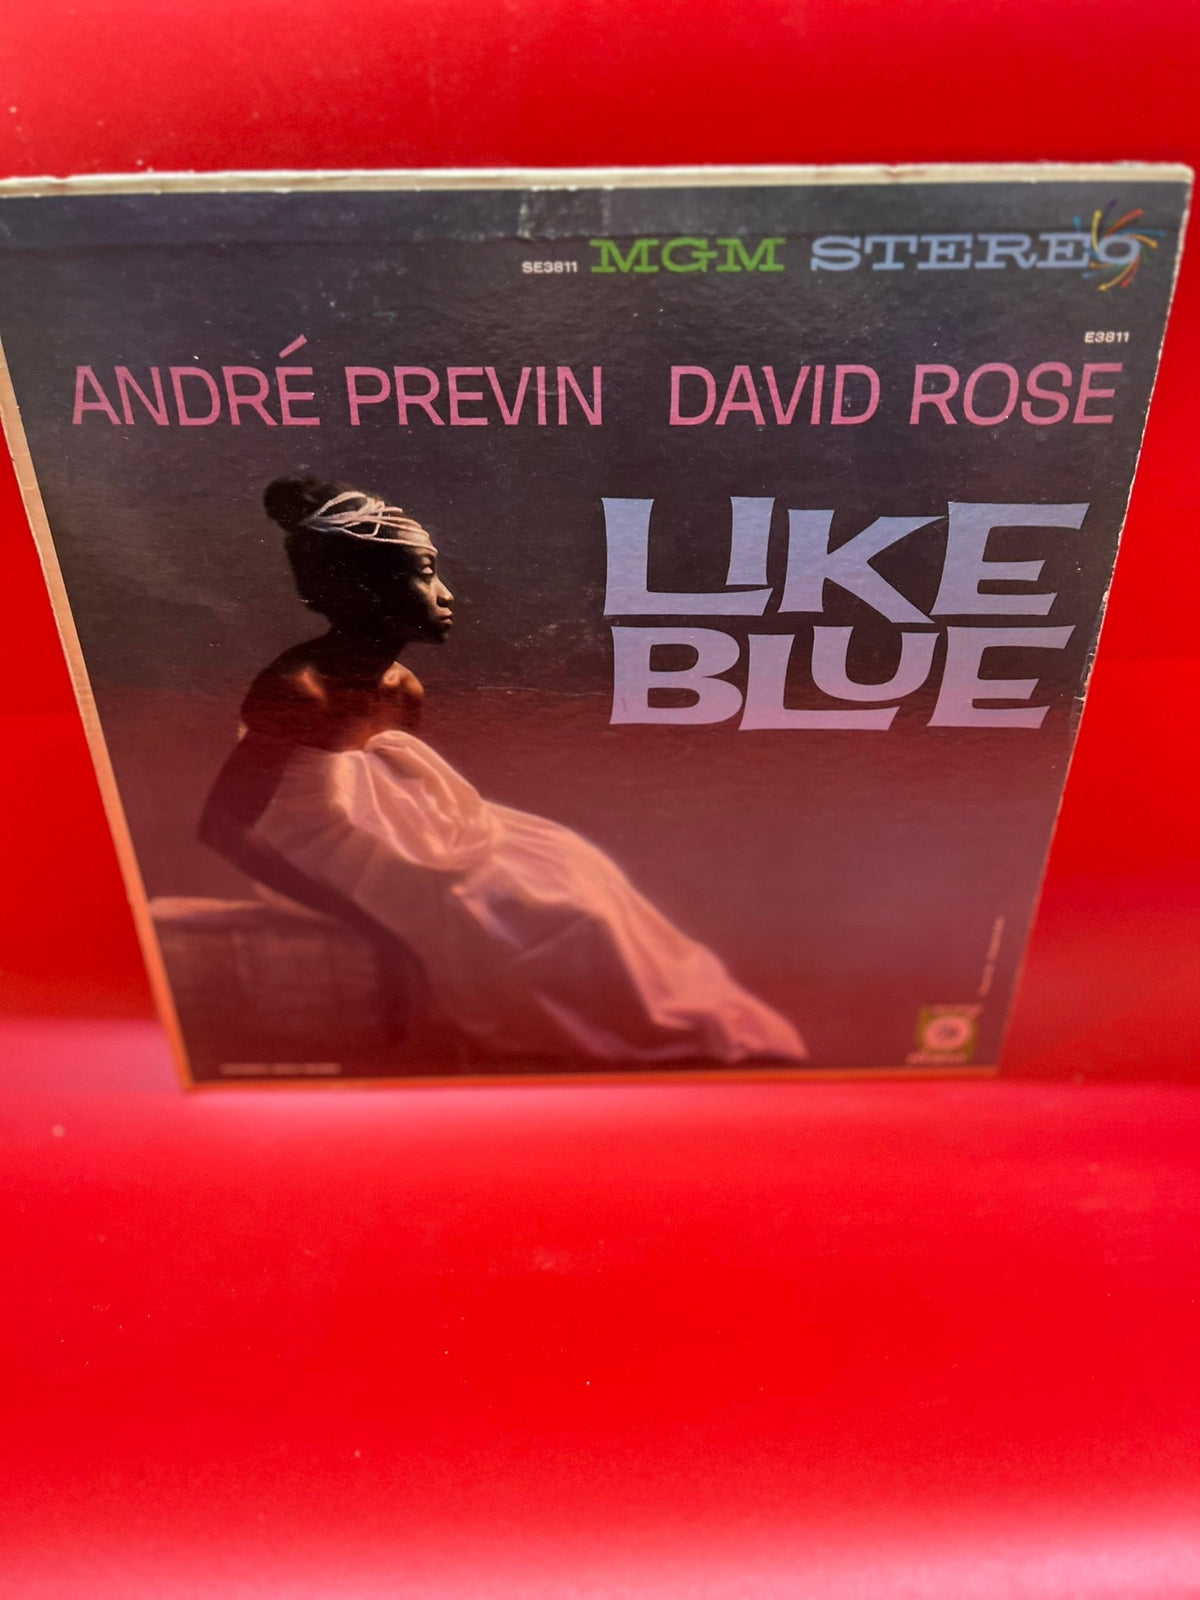 SE3811 MGM STEREO
E3811
ANDRÉ PREVIN DAVID ROSE
LIKE
BLUE